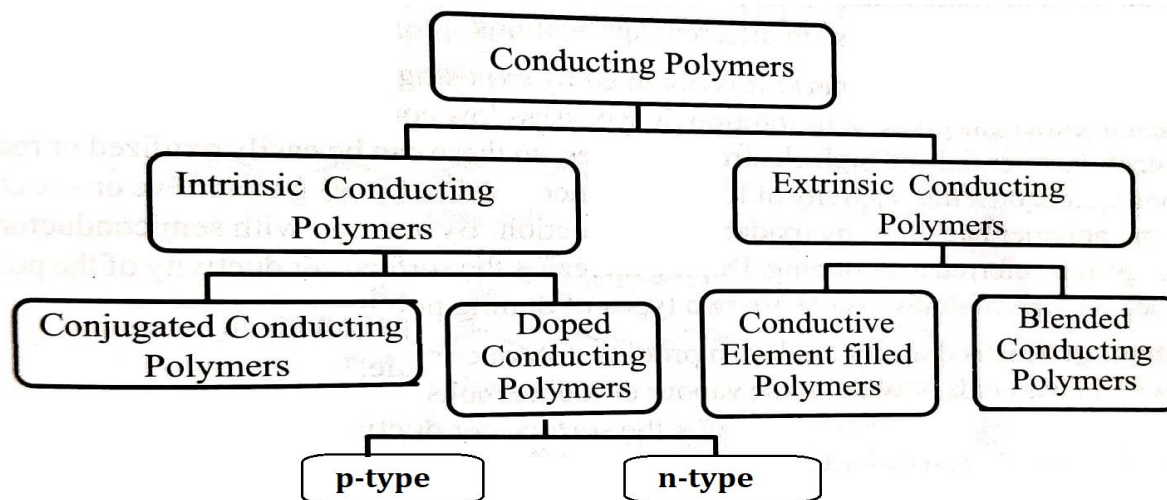 Conducting Polymers
Intrinsic Conducting
Polymers
Extrinsic Conducting
Polymers
Conjugated Conducting
Polymers
Doped
Conducting
Polymers
Conductive
Element filled
Polymers
Blended
Conducting
Polymers
p-type
n-type